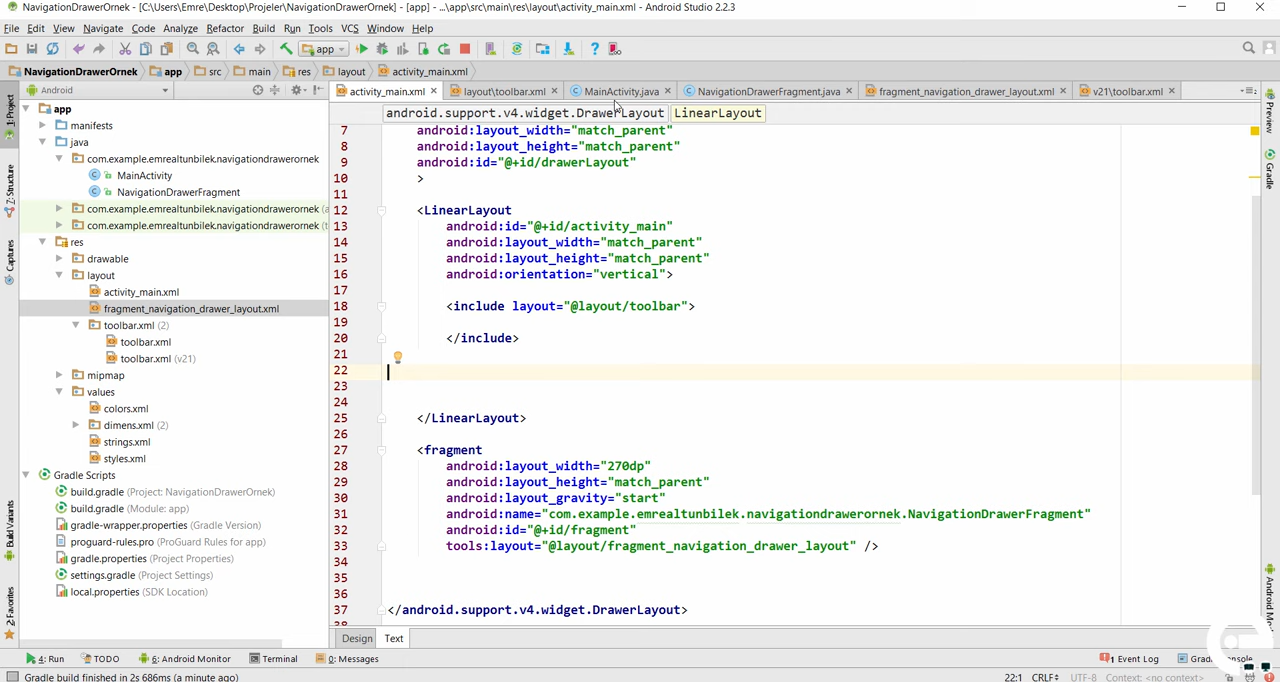 NavigationDrawerOrnek - [C:\Users\Emre\Desktop\Projeler\NavigationDrawerOrnek] - [app] - ...\app\src\main\res\layout\activity_main.xml - Android Studio 2.2.3
File Edit View Navigate Code Analyze Refactor Build Run Tools VCS Window Help
app
NavigationDrawerOrnek app src main res layout activity_main.xml
Android
activity_main.xml layout\toolbar.xml MainActivity.java NavigationDrawerFragment.java fragment_navigation_drawer_layout.xml v21\toolbar.xml
android.support.v4.widget.DrawerLayout LinearLayout
1: Project
Z: Structure
Captures
Build Variants
2: Favorites
app
manifests
java
com.example.emrealtunbilek.navigationdrawerornek
MainActivity
NavigationDrawerFragment
com.example.emrealtunbilek.navigationdrawerornek (a
com.example.emrealtunbilek.navigationdrawerornek (t
res
drawable
layout
activity_main.xml
fragment_navigation_drawer_layout.xml
toolbar.xml (2)
toolbar.xml
toolbar.xml (v21)
mipmap
values
colors.xml
dimens.xml (2)
strings.xml
styles.xml
Gradle Scripts
build.gradle (Project: NavigationDrawerOrnek)
build.gradle (Module: app)
gradle-wrapper.properties (Gradle Version)
proguard-rules.pro (ProGuard Rules for app)
gradle.properties (Project Properties)
settings.gradle (Project Settings)
local.properties (SDK Location)
7 android:layout_width="match_parent"
8 android:layout_height="match_parent"
9 android:id="@+id/drawerLayout"
10 >
11
12 <LinearLayout
13 android:id="@+id/activity_main"
14 android:layout_width="match_parent"
15 android:layout_height="match_parent"
16 android:orientation="vertical">
17
18 <include layout="@layout/toolbar">
19
20 </include>
21
22
23
24
25 </LinearLayout>
26
27 <fragment
28 android:layout_width="270dp"
29 android:layout_height="match_parent"
30 android:layout_gravity="start"
31 android:name="com.example.emrealtunbilek.navigationdrawerornek.NavigationDrawerFragment"
32 android:id="@+id/fragment"
33 tools:layout="@layout/fragment_navigation_drawer_layout" />
34
35
36
37 </android.support.v4.widget.DrawerLayout>
Preview
Gradle
Design Text
4: Run TODO 6: Android Monitor Terminal 0: Messages 1 Event Log
Gradle build finished in 2s 686ms (a minute ago) 22:1 CRLF UTF-8 Context: <no context>